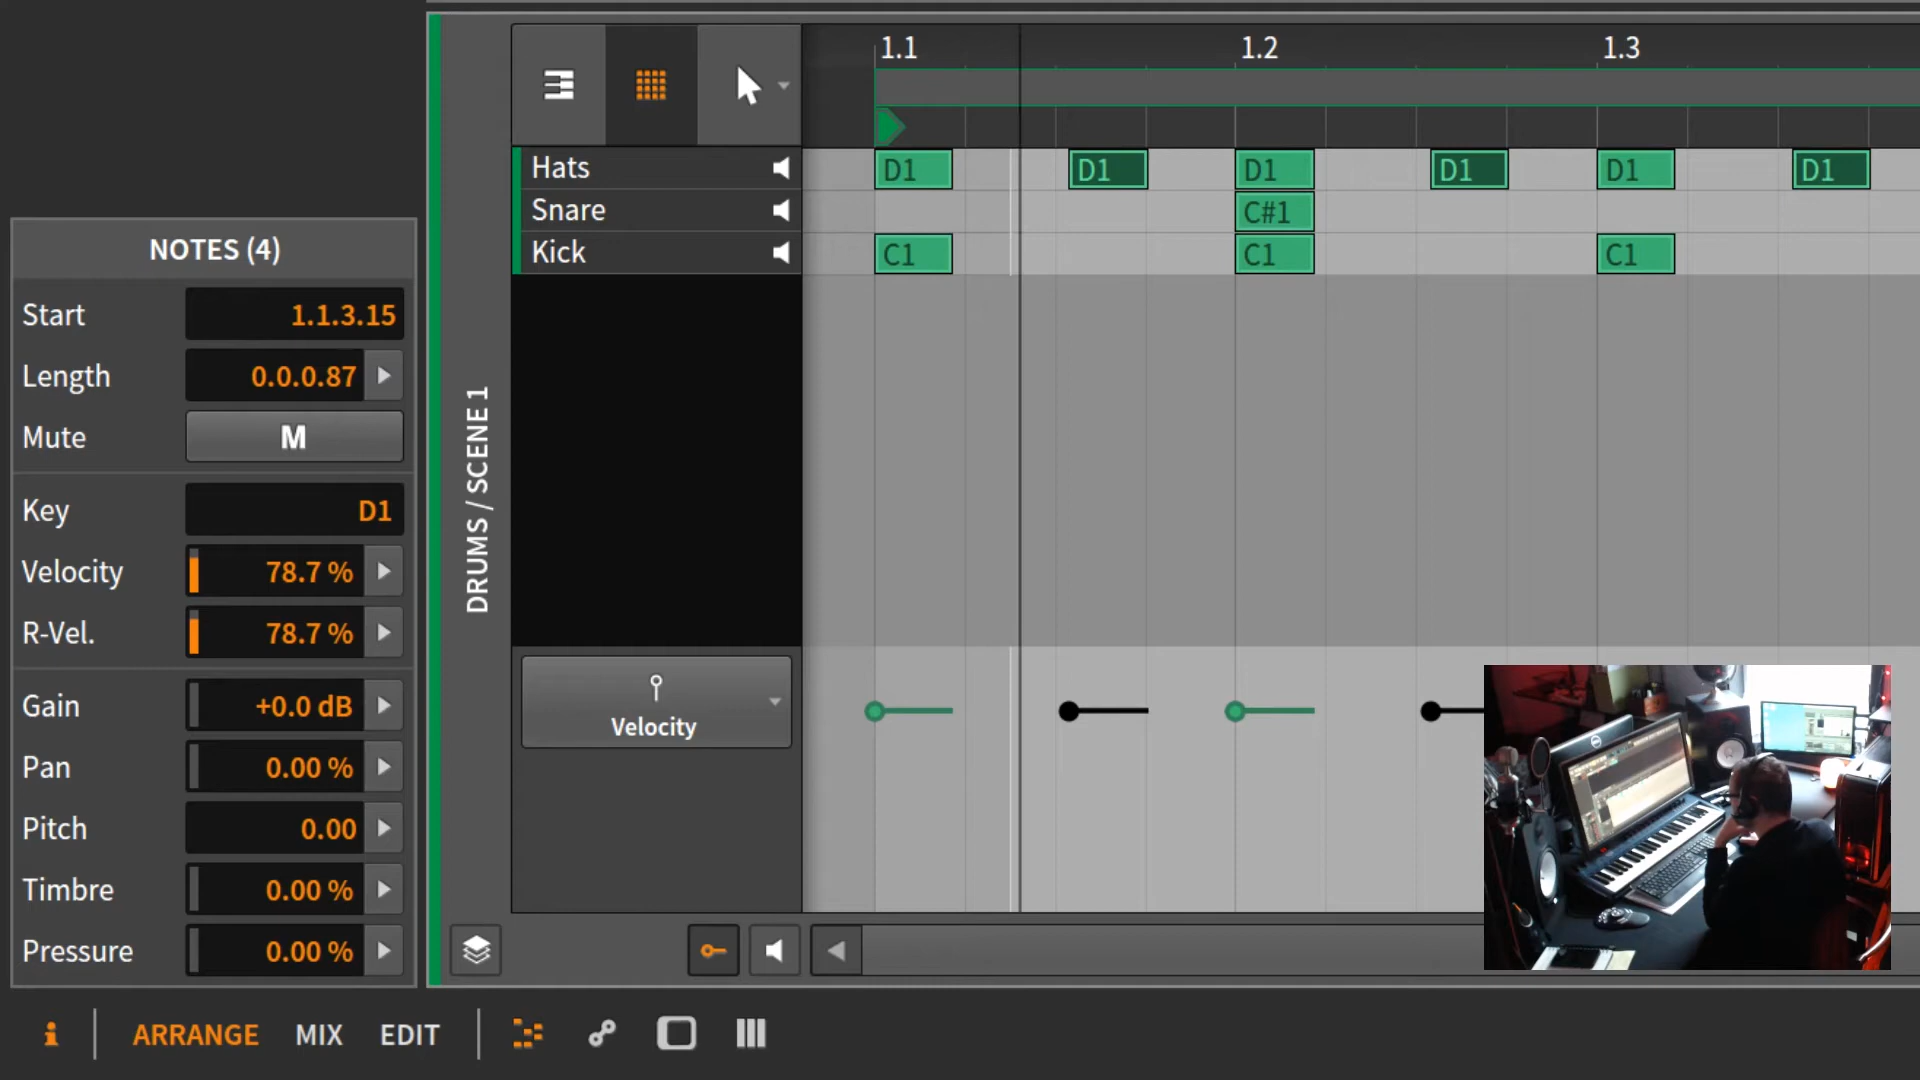 1.1 1.2 1.3
Hats D1 D1 D1 D1 D1 D1
Snare C#1
Kick C1 C1 C1
NOTES (4)
Start 1.1.3.15
Length 0.0.0.87
Mute M
Key D1
Velocity 78.7 %
R-Vel. 78.7 %
Gain +0.0 dB
Pan 0.00 %
Pitch 0.00
Timbre 0.00 %
Pressure 0.00 %
DRUMS / SCENE 1
Velocity
i ARRANGE MIX EDIT